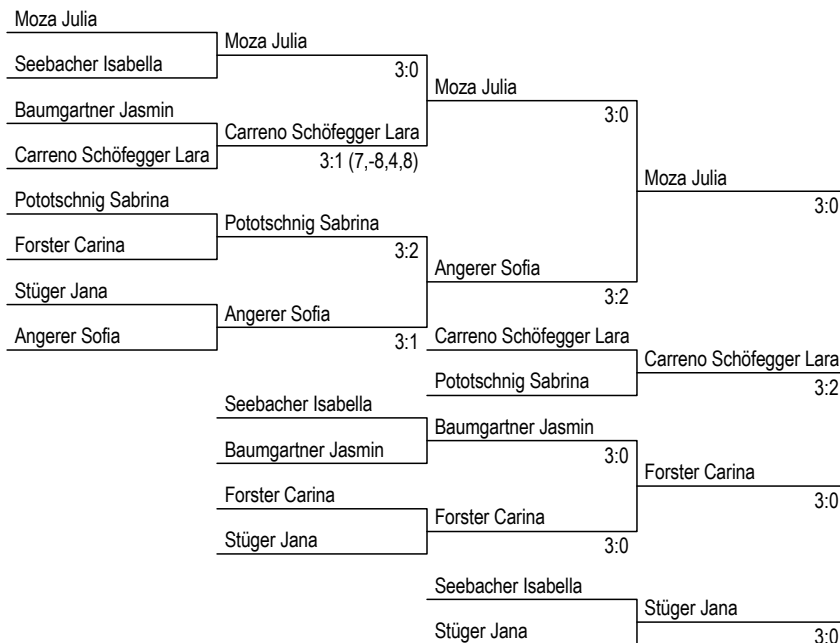 Moza Julia
Moza Julia
Seebacher Isabella
3:0
Moza Julia
Baumgartner Jasmin
3:0
Carreno Schöfegger Lara
Carreno Schöfegger Lara
3:1 (7,-8,4,8)
Moza Julia
Pototschnig Sabrina
3:0
Pototschnig Sabrina
Forster Carina
3:2
Angerer Sofia
Stüger Jana
3:2
Angerer Sofia
Angerer Sofia
3:1
Carreno Schöfegger Lara
Carreno Schöfegger Lara
Pototschnig Sabrina
3:2
Seebacher Isabella
Baumgartner Jasmin
Baumgartner Jasmin
3:0
Forster Carina
Forster Carina
3:0
Forster Carina
Stüger Jana
3:0
Seebacher Isabella
Stüger Jana
Stüger Jana
3:0